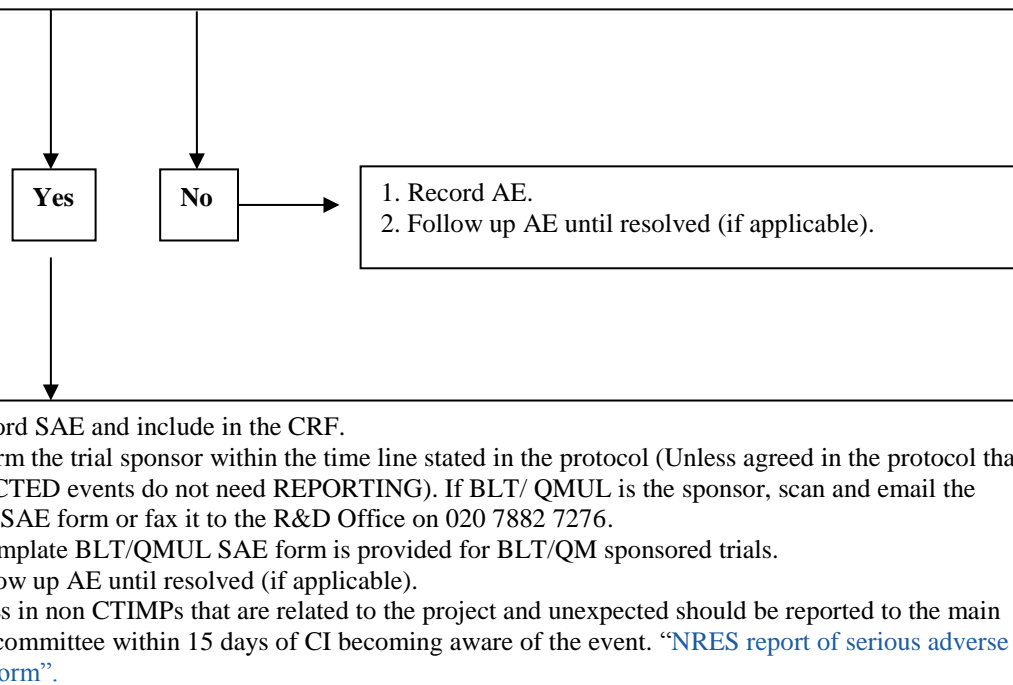 Yes
No
1. Record AE.
2. Follow up AE until resolved (if applicable).
ord SAE and include in the CRF.
rm the trial sponsor within the time line stated in the protocol (Unless agreed in the protocol tha
CTED events do not need REPORTING). If BLT/ QMUL is the sponsor, scan and email the
SAE form or fax it to the R&D Office on 020 7882 7276.
mplate BLT/QMUL SAE form is provided for BLT/QM sponsored trials.
ow up AE until resolved (if applicable).
s in non CTIMPs that are related to the project and unexpected should be reported to the main
committee within 15 days of CI becoming aware of the event. “NRES report of serious adverse
orm”.